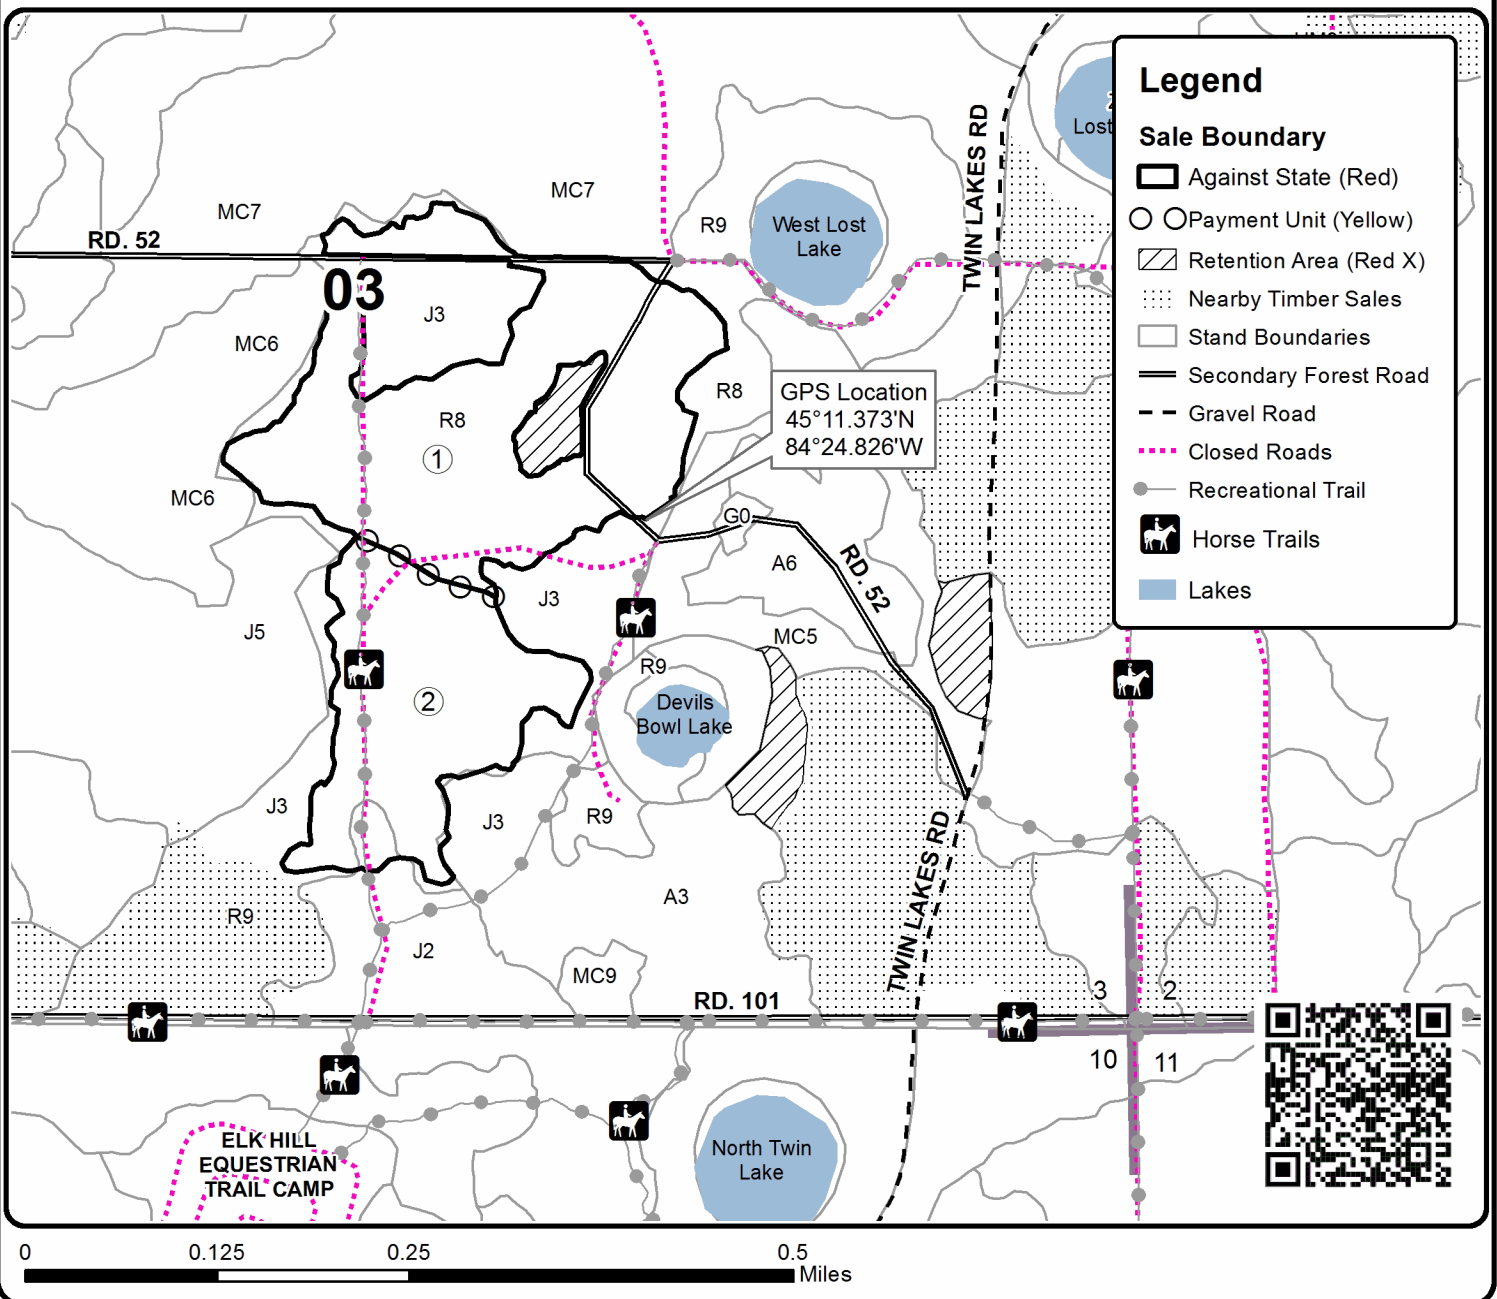 Legend
Sale Boundary
Against State (Red)
Payment Unit (Yellow)
Retention Area (Red X)
Nearby Timber Sales
Stand Boundaries
Secondary Forest Road
Gravel Road
Closed Roads
Recreational Trail
Horse Trails
Lakes
Lost
MC7
MC7
RD. 52
R9
West Lost
Lake
TWIN LAKES RD
03
J3
MC6
R8
R8
GPS Location
45°11.373'N
84°24.826'W
1
MC6
G0
A6
RD. 52
J3
J5
MC5
R9
2
Devils
Bowl Lake
J3
J3
R9
TWIN LAKES RD
A3
R9
J2
MC9
RD. 101
3
2
10
11
ELK HILL
EQUESTRIAN
TRAIL CAMP
North Twin
Lake
0
0.125
0.25
0.5
Miles